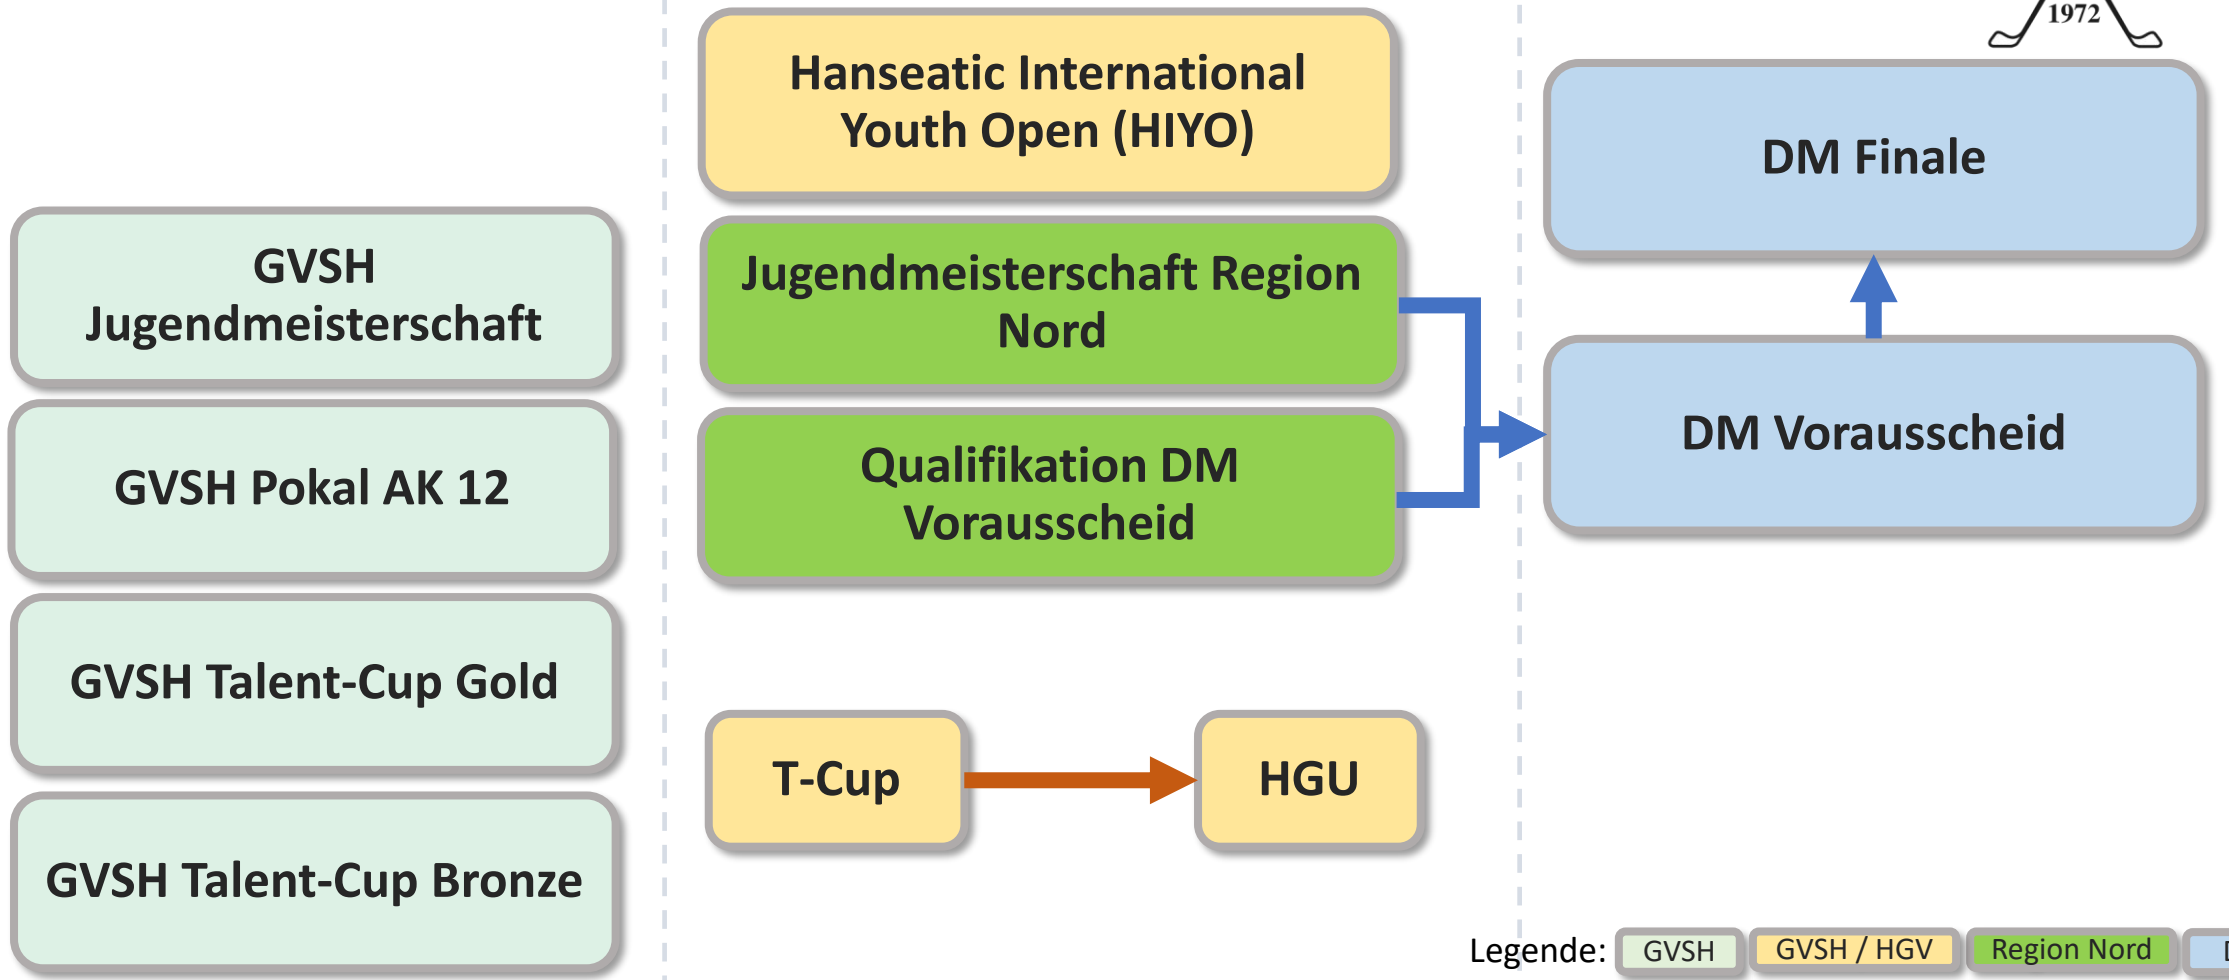 1972
GVSH
Jugendmeisterschaft
GVSH Pokal AK 12
GVSH Talent-Cup Gold
GVSH Talent-Cup Bronze
Hanseatic International
Youth Open (HIYO)
Jugendmeisterschaft Region
Nord
Qualifikation DM
Vorausscheid
T-Cup
HGU
DM Finale
DM Vorausscheid
Legende: GVSH GVSH / HGV Region Nord